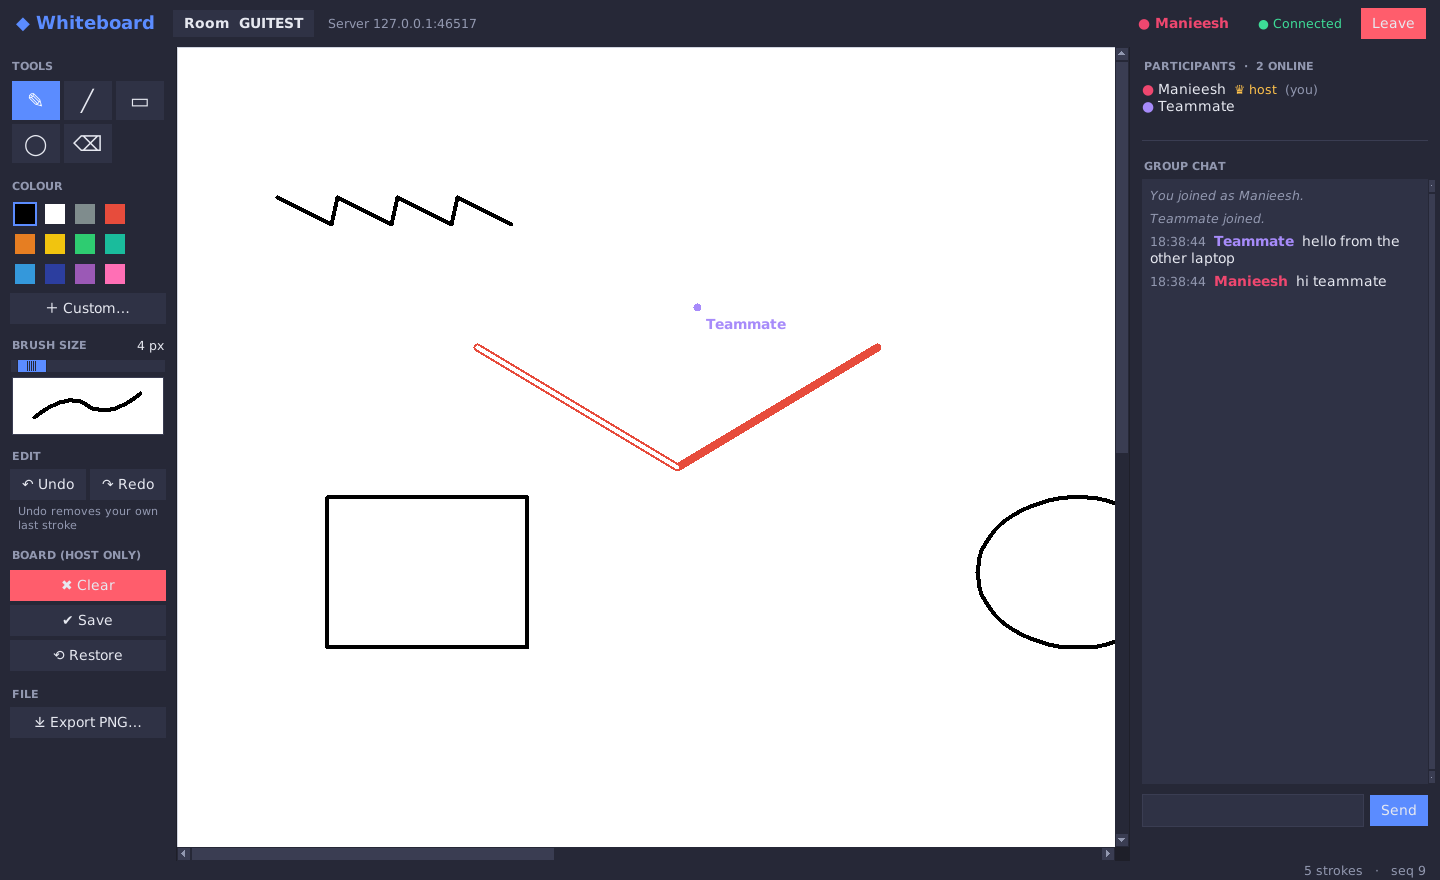 ◆ Whiteboard Room GUITEST Server 127.0.0.1:46517 ● Manieesh ● Connected Leave
TOOLS
COLOUR
+ Custom...
BRUSH SIZE 4 px
EDIT
↶ Undo ↷ Redo
Undo removes your own
last stroke
BOARD (HOST ONLY)
✖ Clear
✔ Save
⟲ Restore
FILE
Export PNG...
Teammate
PARTICIPANTS · 2 ONLINE
● Manieesh ♛ host (you)
● Teammate
GROUP CHAT
You joined as Manieesh.
Teammate joined.
18:38:44 Teammate hello from the
other laptop
18:38:44 Manieesh hi teammate
Send
5 strokes · seq 9